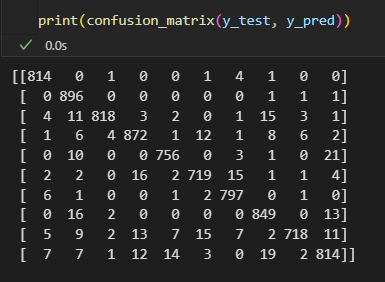 print(confusion_matrix(y_test, y_pred))
0.0s
[[814 0 1 0 0 1 4 1 0 0]
[ 0 896 0 0 0 0 0 1 1 1]
[ 4 11 818 3 2 0 1 15 3 1]
[ 1 6 4 872 1 12 1 8 6 2]
[ 0 10 0 0 756 0 3 1 0 21]
[ 2 2 0 16 2 719 15 1 1 4]
[ 6 1 0 0 1 2 797 0 1 0]
[ 0 16 2 0 0 0 0 849 0 13]
[ 5 9 2 13 7 15 7 2 718 11]
[ 7 7 1 12 14 3 0 19 2 814]]